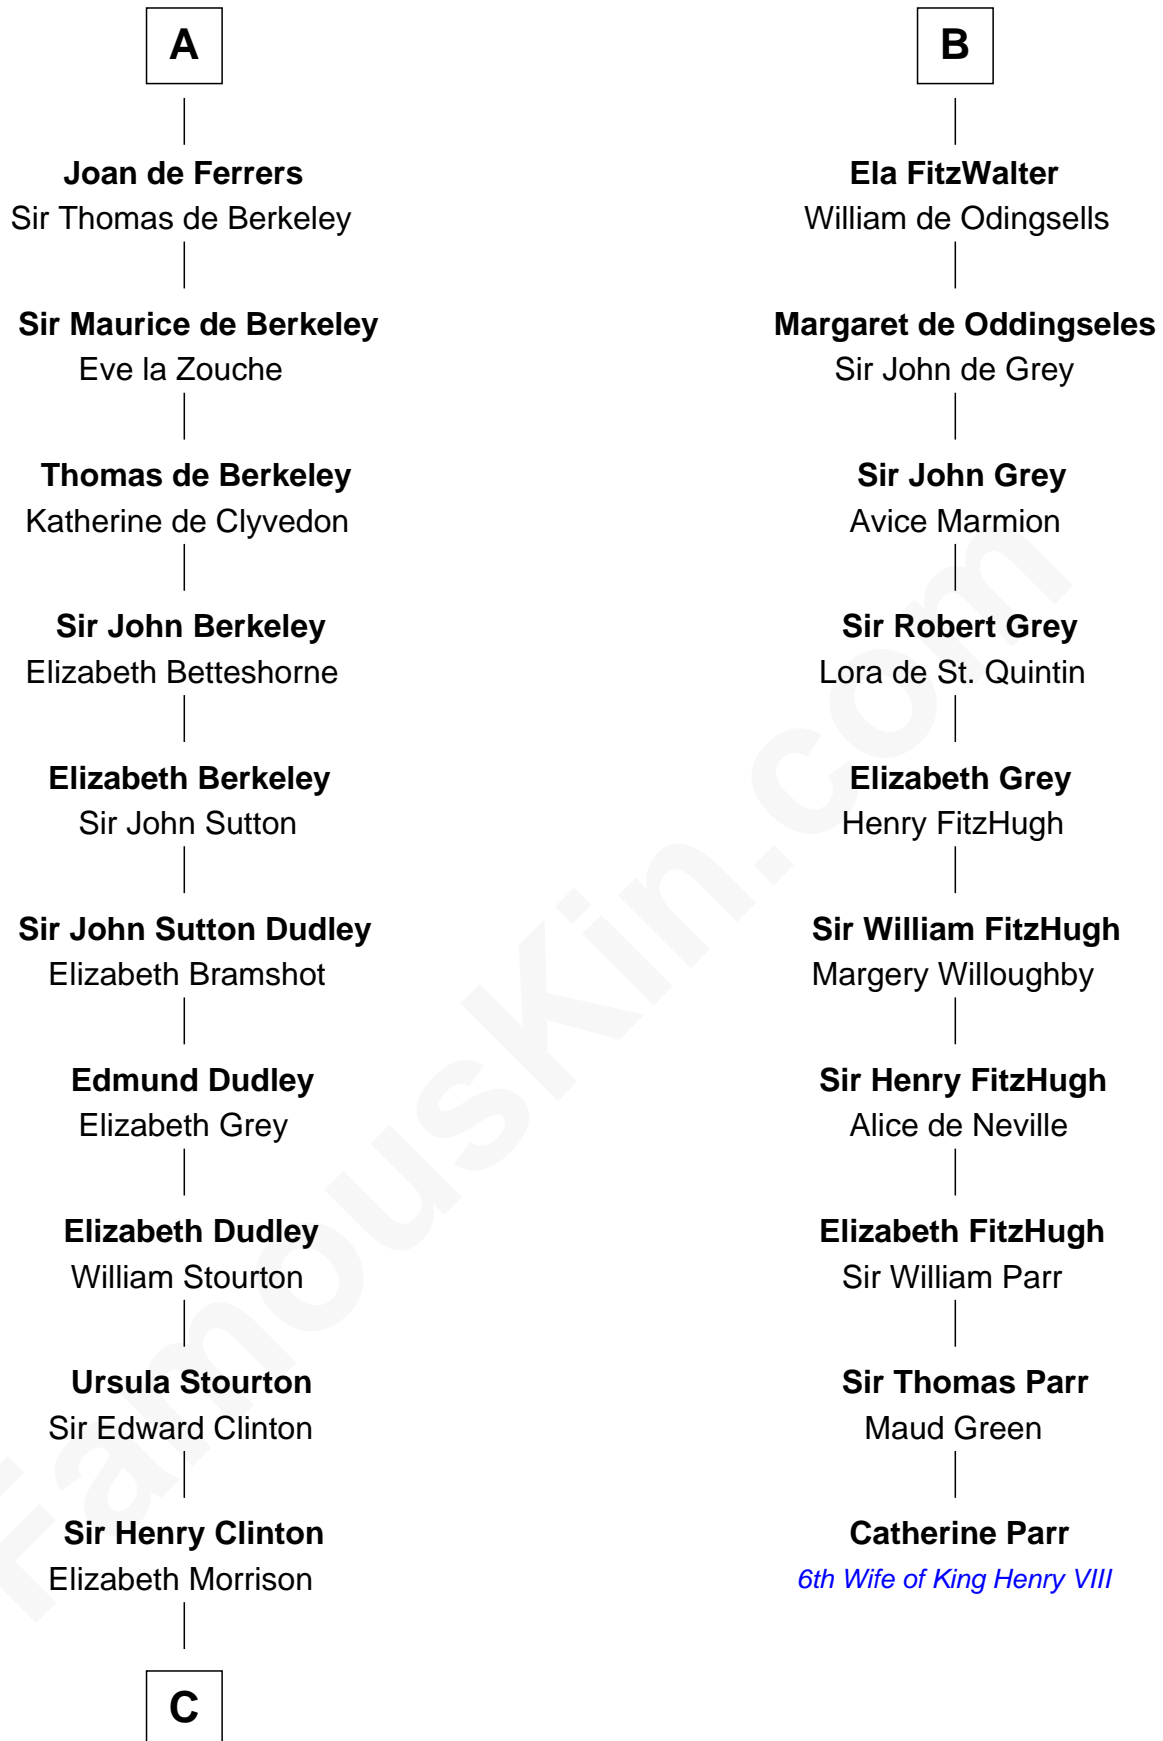 A
Joan de Ferrers
Sir Thomas de Berkeley
Sir Maurice de Berkeley
Eve la Zouche
Thomas de Berkeley
Katherine de Clyvedon
Sir John Berkeley
Elizabeth Betteshorne
Elizabeth Berkeley
Sir John Sutton
Sir John Sutton Dudley
Elizabeth Bramshot
Edmund Dudley
Elizabeth Grey
Elizabeth Dudley
William Stourton
Ursula Stourton
Sir Edward Clinton
Sir Henry Clinton
Elizabeth Morrison
C
B
Ela FitzWalter
William de Odingsells
Margaret de Oddingseles
Sir John de Grey
Sir John Grey
Avice Marmion
Sir Robert Grey
Lora de St. Quintin
Elizabeth Grey
Henry FitzHugh
Sir William FitzHugh
Margery Willoughby
Sir Henry FitzHugh
Alice de Neville
Elizabeth FitzHugh
Sir William Parr
Sir Thomas Parr
Maud Green
Catherine Parr
6th Wife of King Henry VIII
FamousKin.com